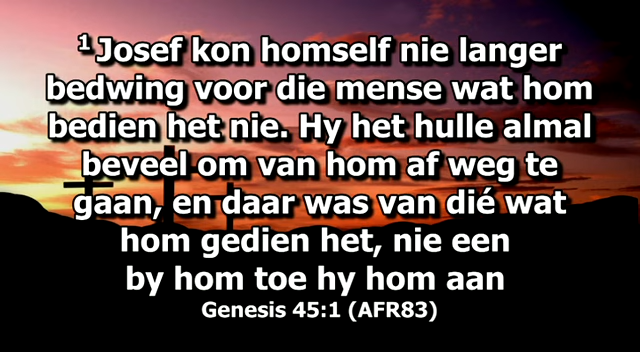 ¹ Josef kon homself nie langer
bedwing voor die mense wat hom
bedien het nie. Hy het hulle almal
beveel om van hom af weg te
gaan, en daar was van dié wat
hom gedien het, nie een
by hom toe hy hom aan
Genesis 45:1 (AFR83)